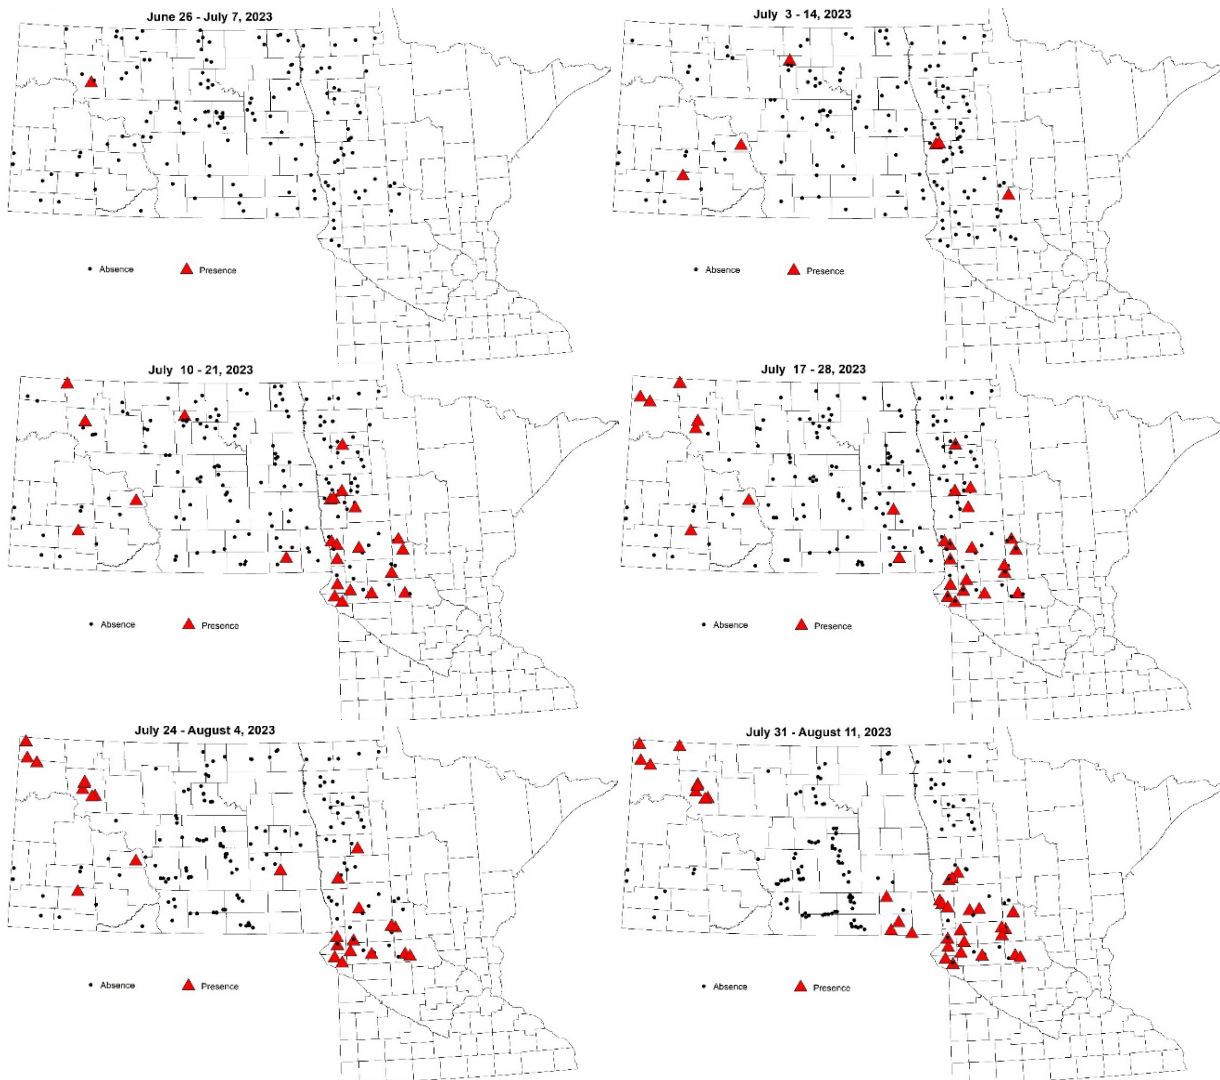 June 26 - July 7, 2023
July 3 - 14, 2023
Absence Presence
Absence Presence
July 10 - 21, 2023
July 17 - 28, 2023
Absence Presence
Absence Presence
July 24 - August 4, 2023
July 31 - August 11, 2023
Absence Presence
Absence Presence